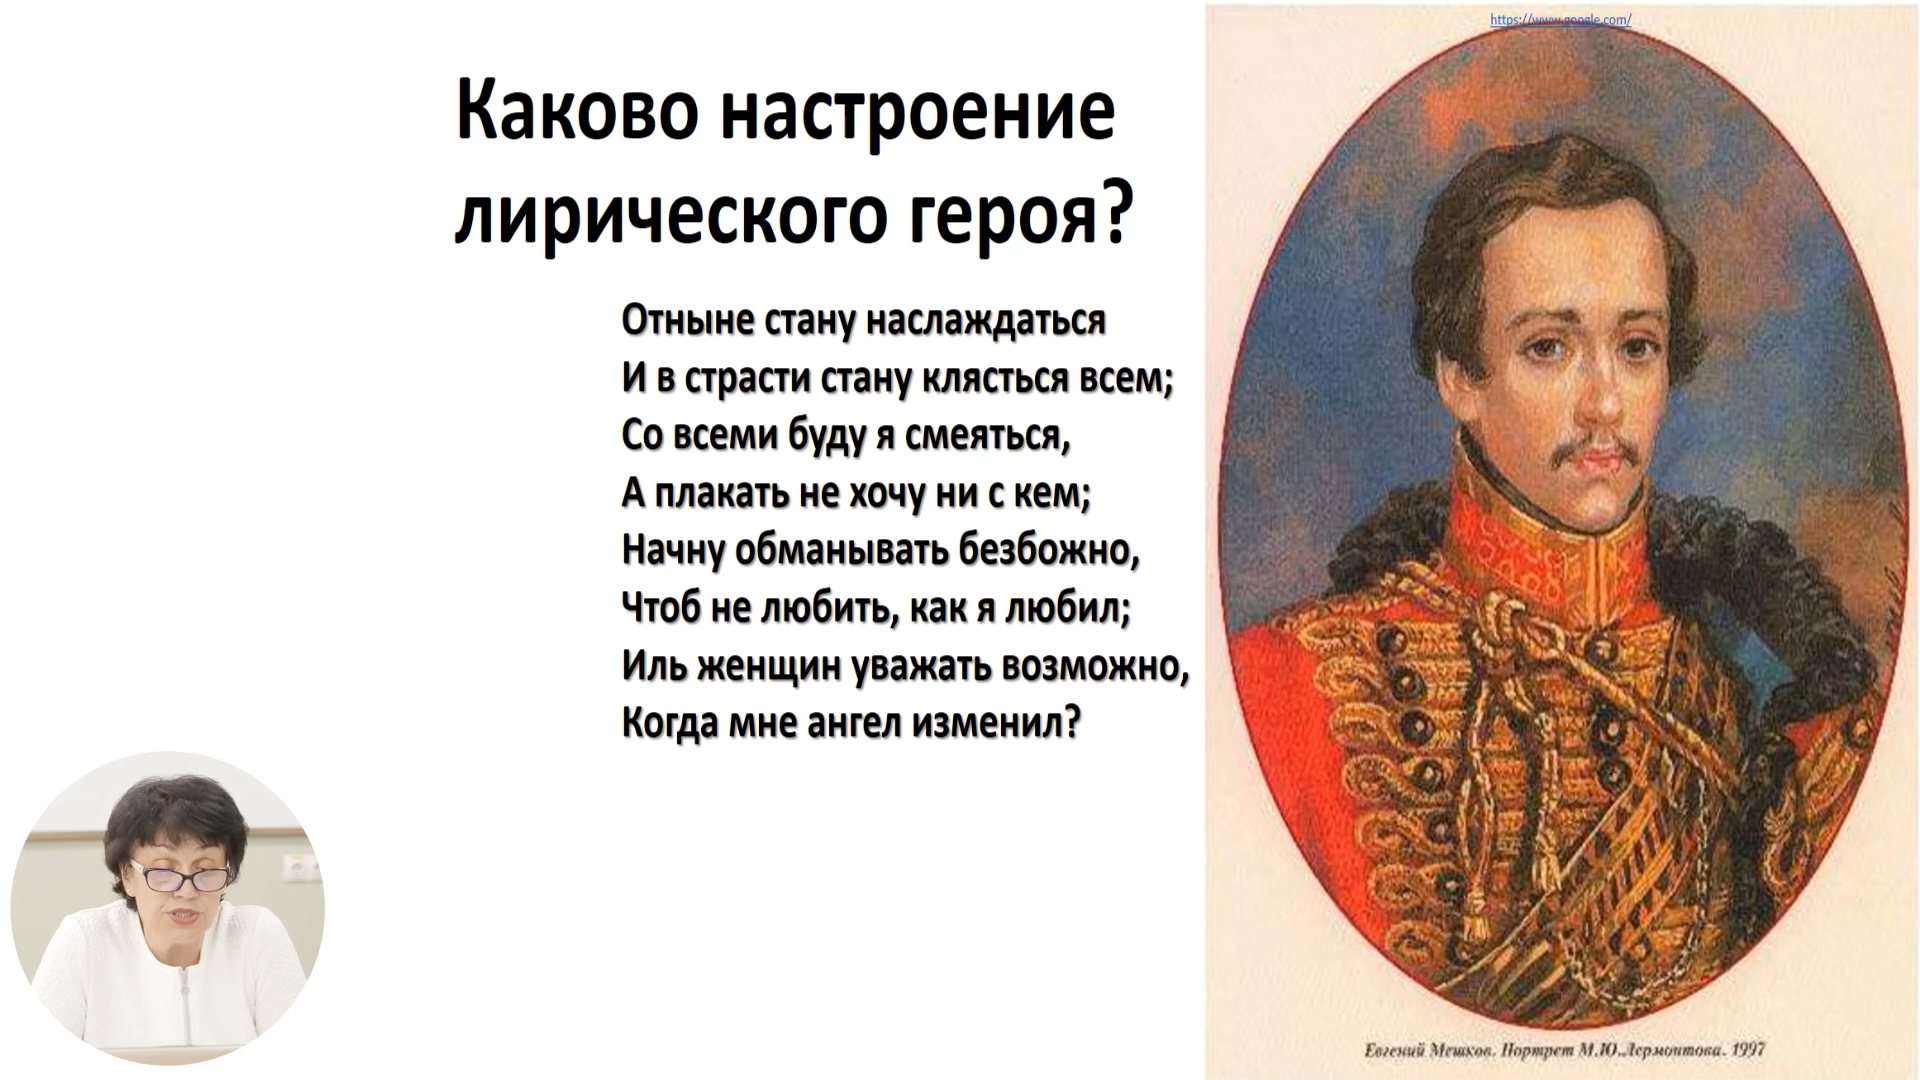 https://www.google.com/
Каково настроение
лирического героя?
Отныне стану наслаждаться
И в страсти стану клясться всем;
Со всеми буду я смеяться,
А плакать не хочу ни с кем;
Начну обманывать безбожно,
Чтоб не любить, как я любил;
Иль женщин уважать возможно,
Когда мне ангел изменил?
Евгений Мешков. Портрет М.Ю.Лермонтова. 1997